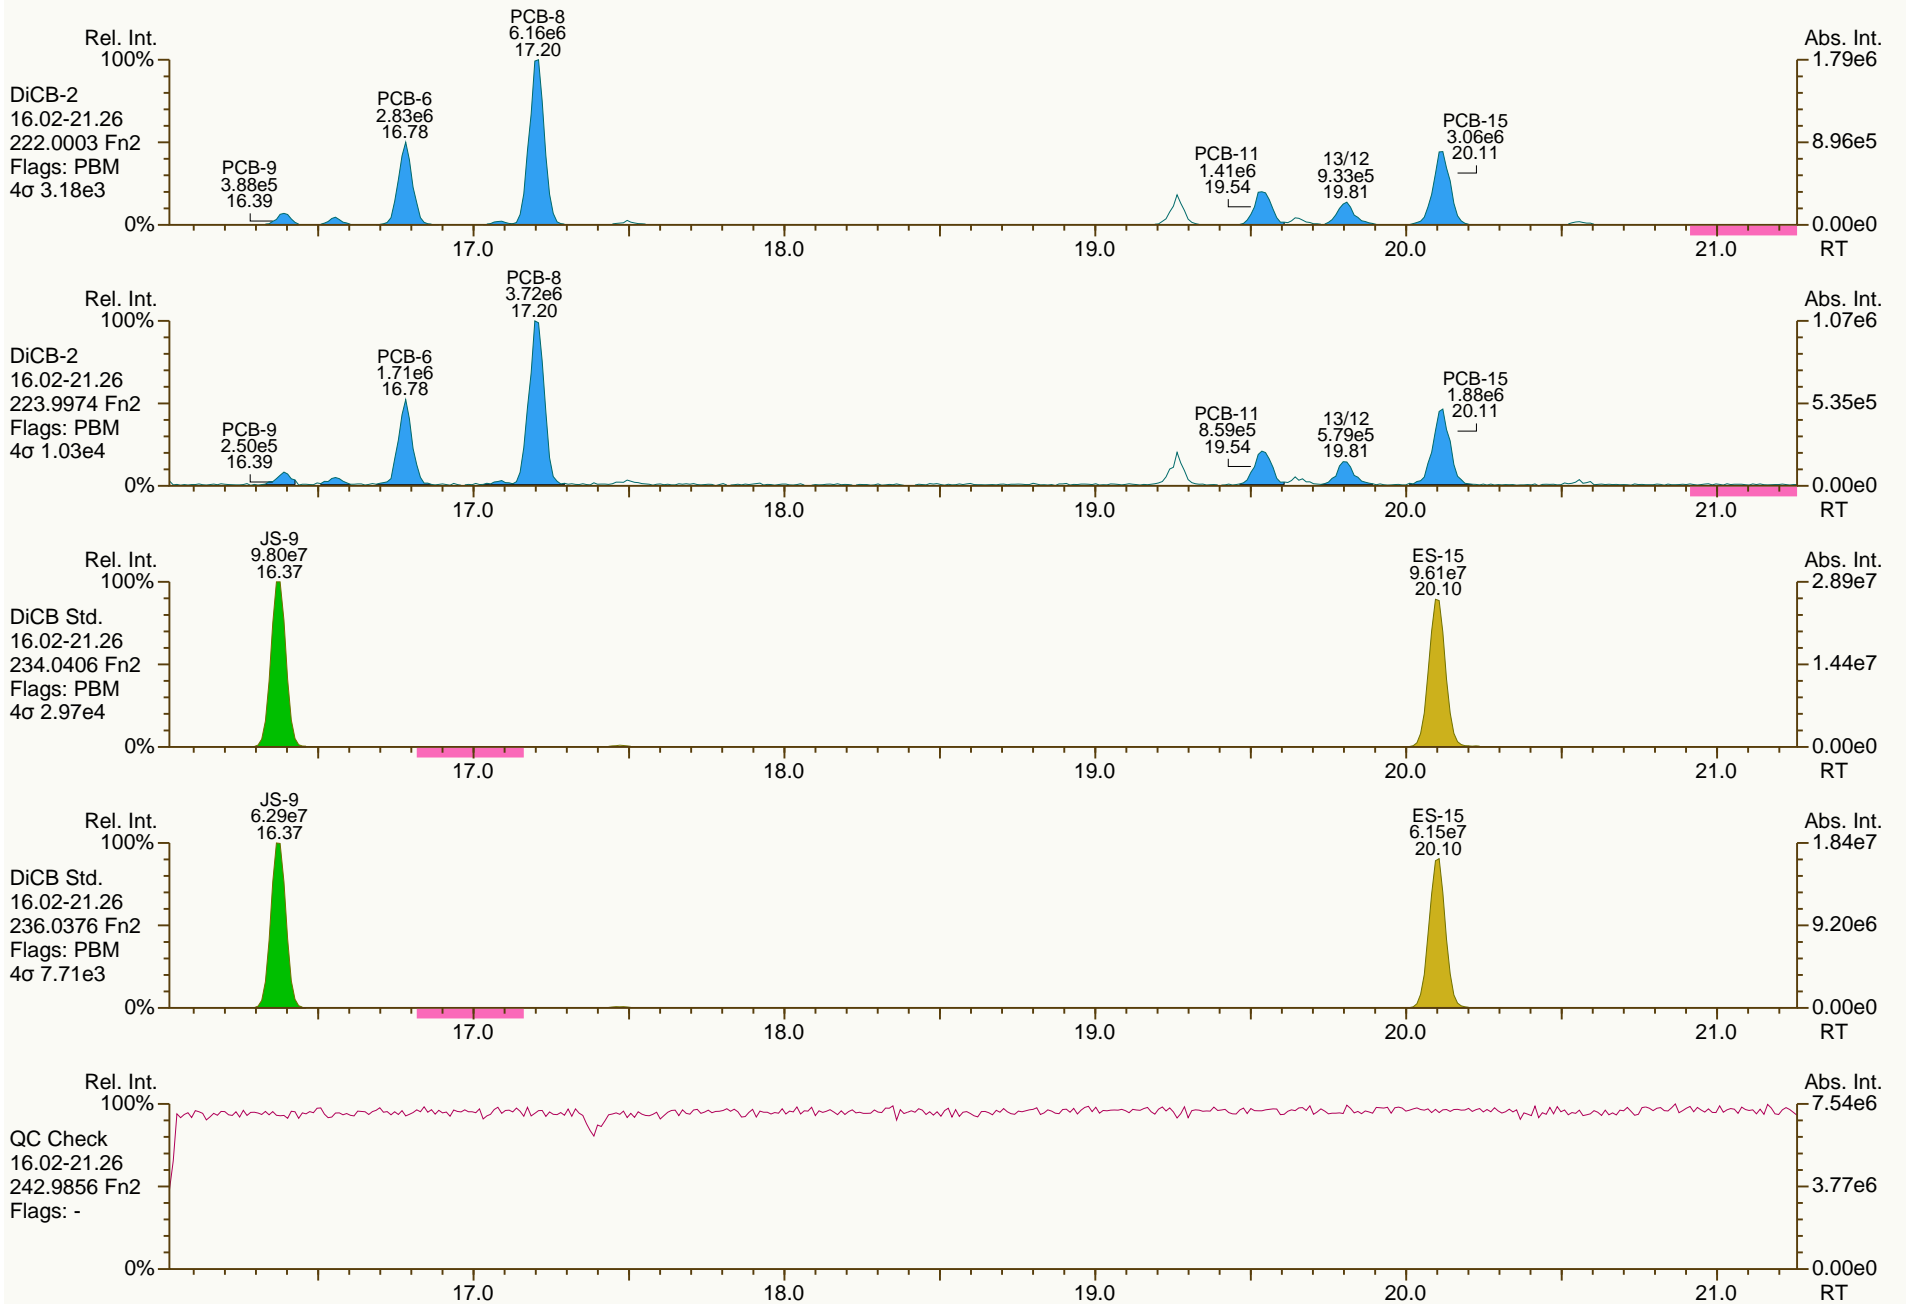 Rel. Int.
100%
0%
DiCB-2
16.02-21.26
222.0003 Fn2
Flags: PBM
4σ 3.18e3
PCB-9
3.88e5
16.39
PCB-6
2.83e6
16.78
PCB-8
6.16e6
17.20
PCB-11
1.41e6
19.54
13/12
9.33e5
19.81
PCB-15
3.06e6
20.11
Abs. Int.
1.79e6
8.96e5
0.00e0
17.0 18.0 19.0 20.0 21.0 RT
Rel. Int.
100%
0%
DiCB-2
16.02-21.26
223.9974 Fn2
Flags: PBM
4σ 1.03e4
PCB-9
2.50e5
16.39
PCB-6
1.71e6
16.78
PCB-8
3.72e6
17.20
PCB-11
8.59e5
19.54
13/12
5.79e5
19.81
PCB-15
1.88e6
20.11
Abs. Int.
1.07e6
5.35e5
0.00e0
17.0 18.0 19.0 20.0 21.0 RT
Rel. Int.
100%
0%
DiCB Std.
16.02-21.26
234.0406 Fn2
Flags: PBM
4σ 2.97e4
JS-9
9.80e7
16.37
ES-15
9.61e7
20.10
Abs. Int.
2.89e7
1.44e7
0.00e0
17.0 18.0 19.0 20.0 21.0 RT
Rel. Int.
100%
0%
DiCB Std.
16.02-21.26
236.0376 Fn2
Flags: PBM
4σ 7.71e3
JS-9
6.29e7
16.37
ES-15
6.15e7
20.10
Abs. Int.
1.84e7
9.20e6
0.00e0
17.0 18.0 19.0 20.0 21.0 RT
Rel. Int.
100%
0%
QC Check
16.02-21.26
242.9856 Fn2
Flags: -
Abs. Int.
7.54e6
3.77e6
0.00e0
17.0 18.0 19.0 20.0 21.0 RT